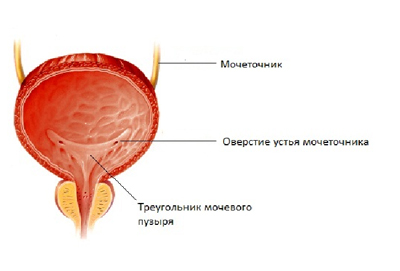 Мочеточник
Оверстие устья мочеточника
Треугольник мочевого
пузыря